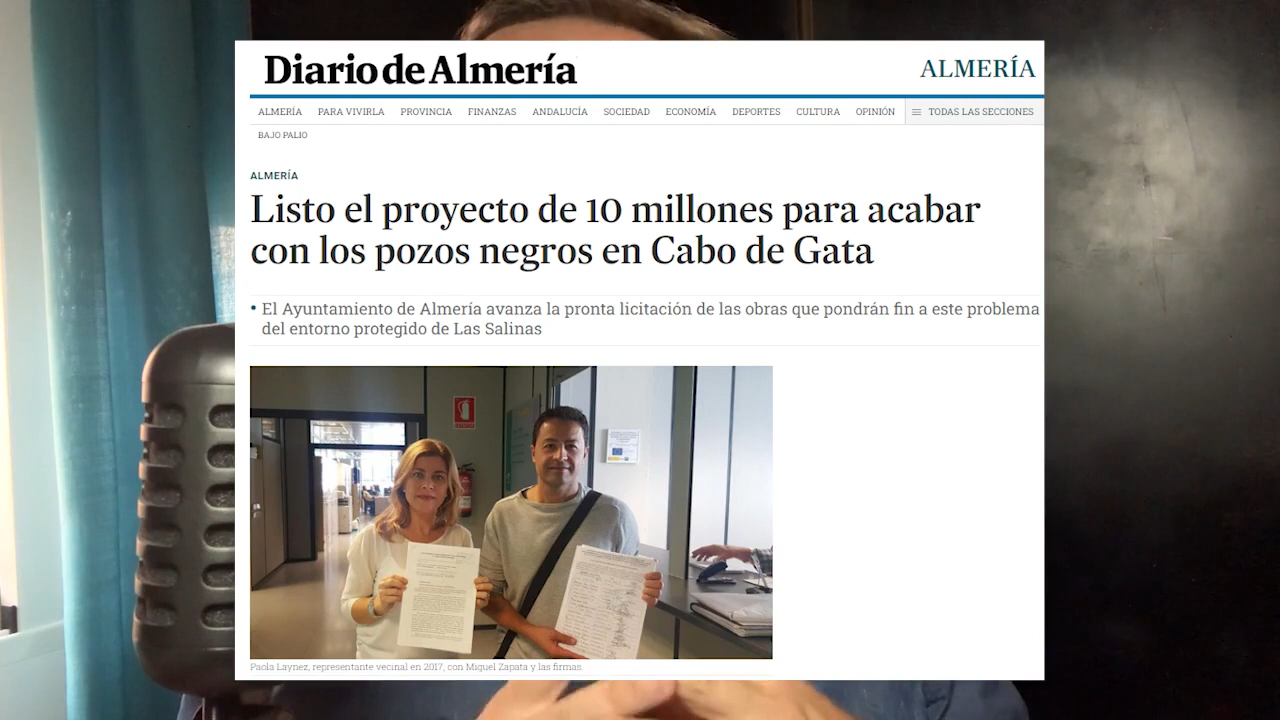 Diario de Almería
ALMERÍA
ALMERÍA PARA VIVIRLA PROVINCIA FINANZAS ANDALUCÍA SOCIEDAD ECONOMÍA DEPORTES CULTURA OPINIÓN TODAS LAS SECCIONES
BAJO PALIO
ALMERÍA
Listo el proyecto de 10 millones para acabar
con los pozos negros en Cabo de Gata
• El Ayuntamiento de Almería avanza la pronta licitación de las obras que pondrán fin a este problema
del entorno protegido de Las Salinas
Paola Laynez, representante vecinal en 2017, con Miguel Zapata y las firmas.